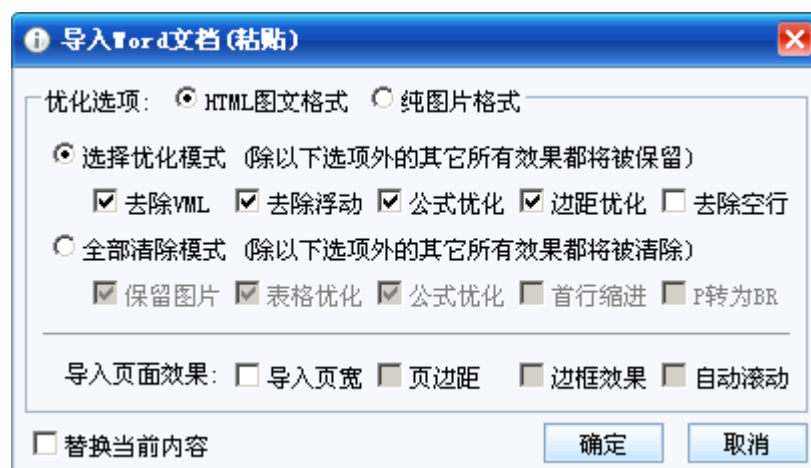 导入Word文档(粘贴)
优化选项: HTML图文格式 纯图片格式
选择优化模式 (除以下选项外的其它所有效果都将被保留)
去除VML 去除浮动 公式优化 边距优化 去除空行
全部清除模式 (除以下选项外的其它所有效果都将被清除)
保留图片 表格优化 公式优化 首行缩进 P转为BR
导入页面效果: 导入页宽 页边距 边框效果 自动滚动
替换当前内容 确定 取消